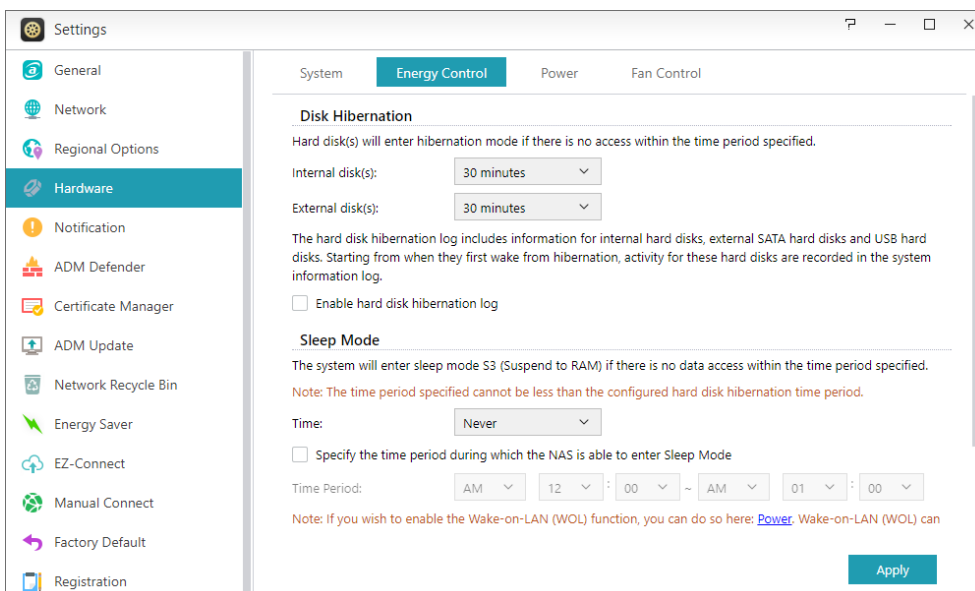 Settings
General
Network
Regional Options
Hardware
Notification
ADM Defender
Certificate Manager
ADM Update
Network Recycle Bin
Energy Saver
EZ-Connect
Manual Connect
Factory Default
Registration
System Energy Control Power Fan Control
Disk Hibernation
Hard disk(s) will enter hibernation mode if there is no access within the time period specified.
Internal disk(s): 30 minutes
External disk(s): 30 minutes
The hard disk hibernation log includes information for internal hard disks, external SATA hard disks and USB hard
disks. Starting from when they first wake from hibernation, activity for these hard disks are recorded in the system
information log.
Enable hard disk hibernation log
Sleep Mode
The system will enter sleep mode S3 (Suspend to RAM) if there is no data access within the time period specified.
Note: The time period specified cannot be less than the configured hard disk hibernation time period.
Time: Never
Specify the time period during which the NAS is able to enter Sleep Mode
Time Period: AM 12 : 00 ~ AM 01 : 00
Note: If you wish to enable the Wake-on-LAN (WOL) function, you can do so here: Power. Wake-on-LAN (WOL) can
Apply